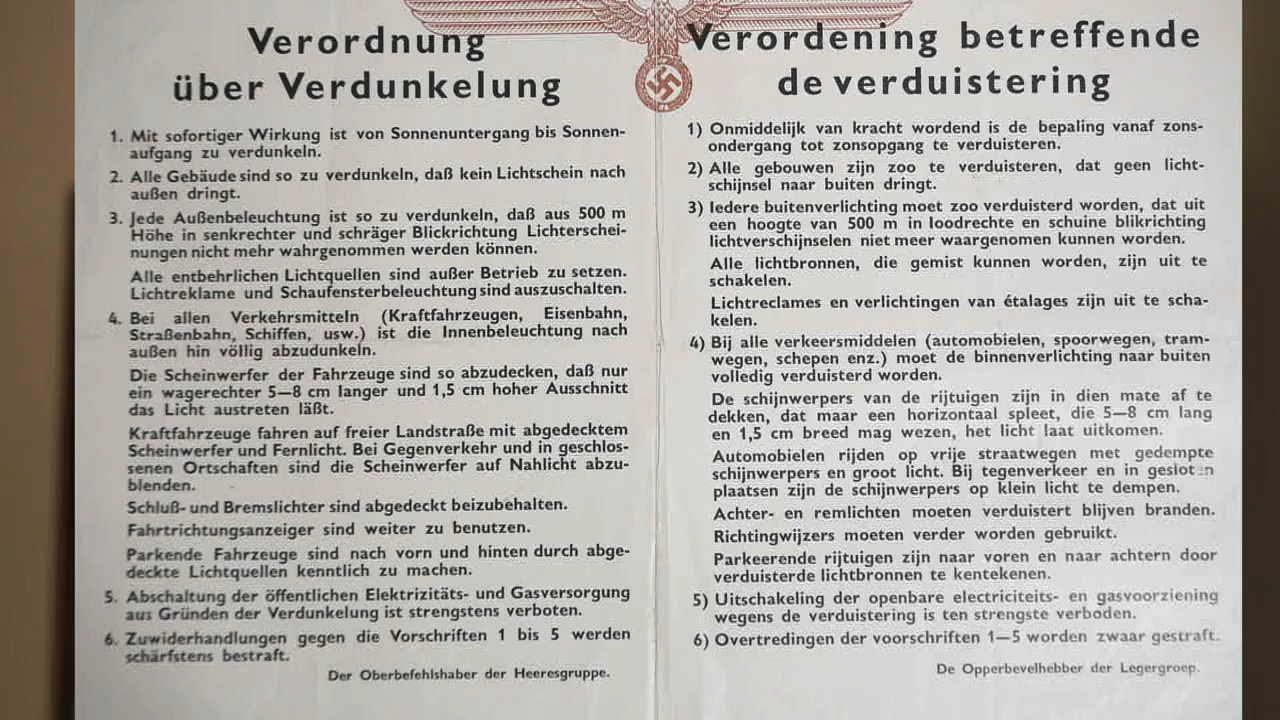 Verordnung
über Verdunkelung
1. Mit sofortiger Wirkung ist von Sonnenuntergang bis Sonnen-
aufgang zu verdunkeln.
2. Alle Gebäude sind so zu verdunkeln, daß kein Lichtschein nach
außen dringt.
3. Jede Außenbeleuchtung ist so zu verdunkeln, daß aus 500 m
Höhe in senkrechter und schräger Blickrichtung Lichterschei-
nungen nicht mehr wahrgenommen werden können.
Alle entbehrlichen Lichtquellen sind außer Betrieb zu setzen.
Lichtreklame und Schaufensterbeleuchtung sind auszuschalten.
4. Bei allen Verkehrsmitteln (Kraftfahrzeugen, Eisenbahn,
Straßenbahn, Schiffen, usw.) ist die Innenbeleuchtung nach
außen hin völlig abzudunkeln.
Die Scheinwerfer der Fahrzeuge sind so abzudecken, daß nur
ein wagerechter 5—8 cm langer und 1,5 cm hoher Ausschnitt
das Licht austreten läßt.
Kraftfahrzeuge fahren auf freier Landstraße mit abgedecktem
Scheinwerfer und Fernlicht. Bei Gegenverkehr und in geschlos-
senen Ortschaften sind die Scheinwerfer auf Nahlicht abzu-
blenden.
Schluß- und Bremslichter sind abgedeckt beizubehalten.
Fahrtrichtungsanzeiger sind weiter zu benutzen.
Parkende Fahrzeuge sind nach vorn und hinten durch abge-
deckte Lichtquellen kenntlich zu machen.
5. Abschaltung der öffentlichen Elektrizitäts- und Gasversorgung
aus Gründen der Verdunkelung ist strengstens verboten.
6. Zuwiderhandlungen gegen die Vorschriften 1 bis 5 werden
schärfstens bestraft.
Der Oberbefehlshaber der Heeresgruppe.
Verordening betreffende
de verduistering
1) Onmiddelijk van kracht wordend is de bepaling vanaf zons-
ondergang tot zonsopgang te verduisteren.
2) Alle gebouwen zijn zoo te verduisteren, dat geen licht-
schijnsel naar buiten dringt.
3) Iedere buitenverlichting moet zoo verduisterd worden, dat uit
een hoogte van 500 m in loodrechte en schuine blikrichting
lichtverschijnselen niet meer waargenomen kunnen worden.
Alle lichtbronnen, die gemist kunnen worden, zijn uit te
schakelen.
Lichtreclames en verlichtingen van étalages zijn uit te scha-
kelen.
4) Bij alle verkeersmiddelen (automobielen, spoorwegen, tram-
wegen, schepen enz.) moet de binnenverlichting naar buiten
volledig verduisterd worden.
De schijnwerpers van de rijtuigen zijn in dien mate af te
dekken, dat maar een horizontaal spleet, die 5—8 cm lang
en 1,5 cm breed mag wezen, het licht laat uitkomen.
Automobielen rijden op vrije straatwegen met gedempte
schijnwerpers en groot licht. Bij tegenverkeer en in gesloten
plaatsen zijn de schijnwerpers op klein licht te dempen.
Achter- en remlichten moeten verduistert blijven branden.
Richtingwijzers moeten verder worden gebruikt.
Parkeerende rijtuigen zijn naar voren en naar achtern door
verduisterde lichtbronnen te kentekenen.
5) Uitschakeling der openbare electriciteits- en gasvoorziening
wegens de verduistering is ten strengste verboden.
6) Overtredingen der voorschriften 1—5 worden zwaar gestraft.
De Opperbevelhebber der Legergroep.